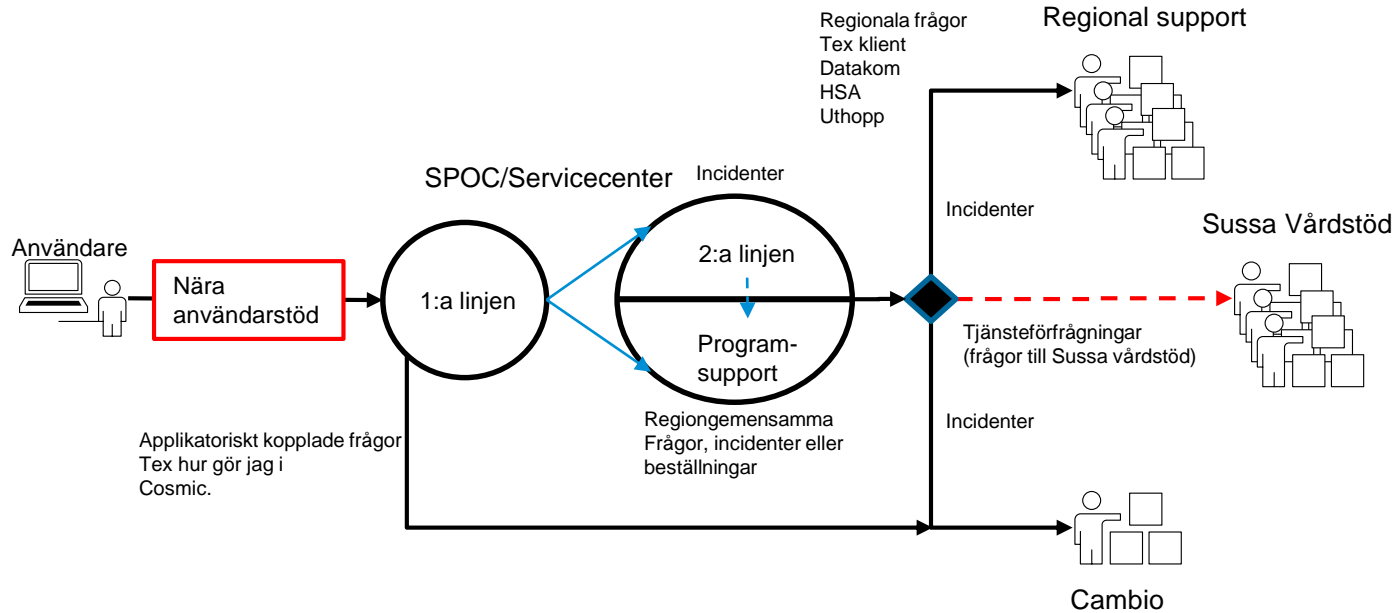 Regionala frågor
Tex klient
Datakom
HSA
Uthopp
Regional support
SPOC/Servicecenter
Incidenter
Incidenter
Sussa Vårdstöd
Användare
Nära
användarstöd
1:a linjen
2:a linjen
Program-
support
Tjänsteförfrågningar
(frågor till Sussa vårdstöd)
Applikatoriskt kopplade frågor
Tex hur gör jag i
Cosmic.
Regiongemensamma
Frågor, incidenter eller
beställningar
Incidenter
Cambio